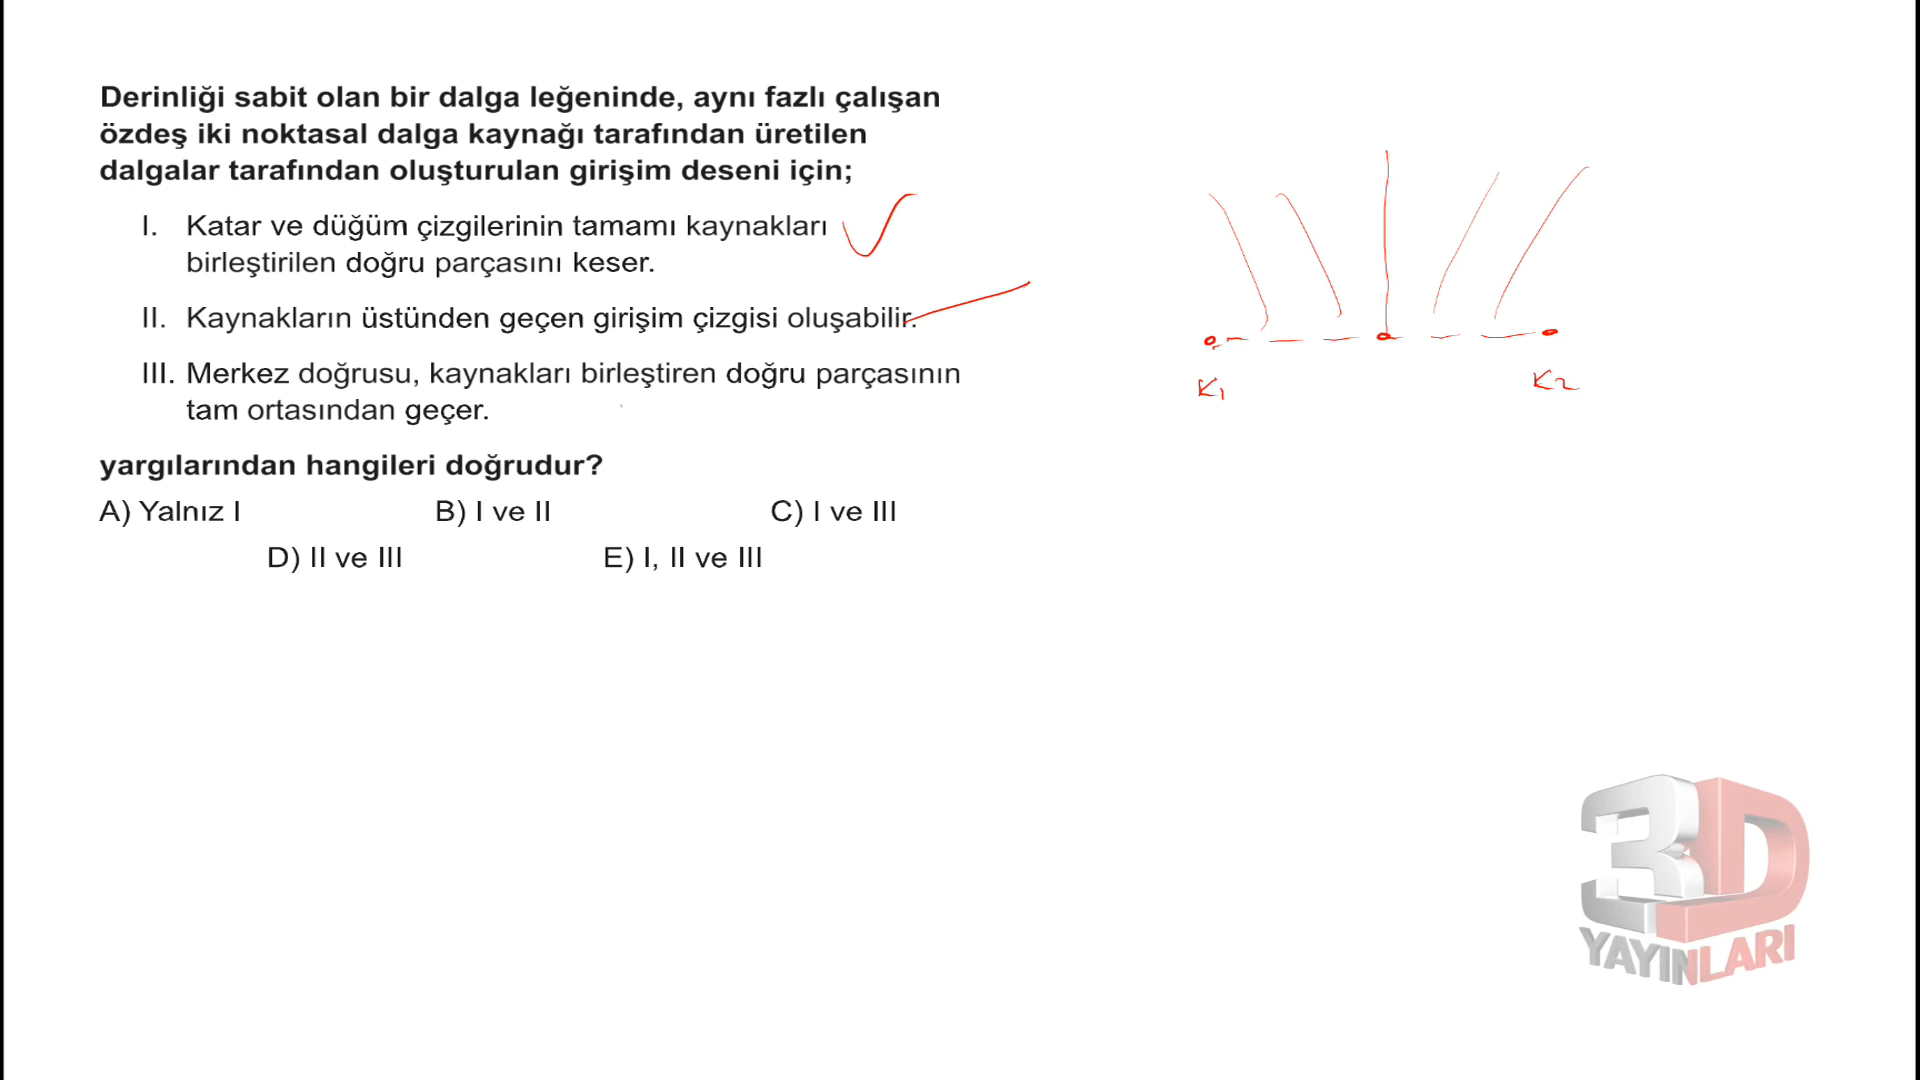 Derinliği sabit olan bir dalga leğeninde, aynı fazlı çalışan
özdeş iki noktasal dalga kaynağı tarafından üretilen
dalgalar tarafından oluşturulan girişim deseni için;
I. Katar ve düğüm çizgilerinin tamamı kaynakları
birleştirilen doğru parçasını keser.
II. Kaynakların üstünden geçen girişim çizgisi oluşabilir.
III. Merkez doğrusu, kaynakları birleştiren doğru parçasının
tam ortasından geçer.
yargılarından hangileri doğrudur?
A) Yalnız I B) I ve II C) I ve III
D) II ve III E) I, II ve III
K1 K2
3D
YAYINLARI